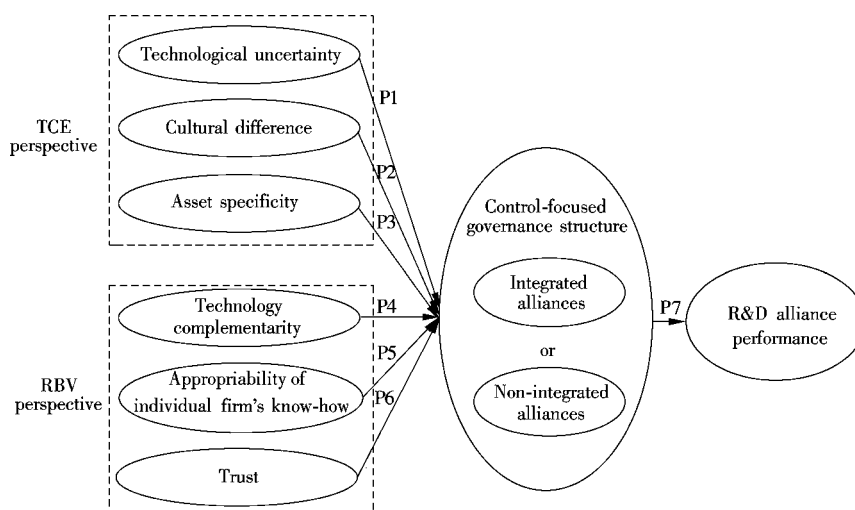 TCE
perspective
Technological uncertainty
Cultural difference
Asset specificity
P1
P2
P3
RBV
perspective
Technology
complementarity
Appropriability of
individual firm's know-how
Trust
P4
P5
P6
Control-focused
governance structure
Integrated
alliances
or
Non-integrated
alliances
P7
R&D alliance
performance